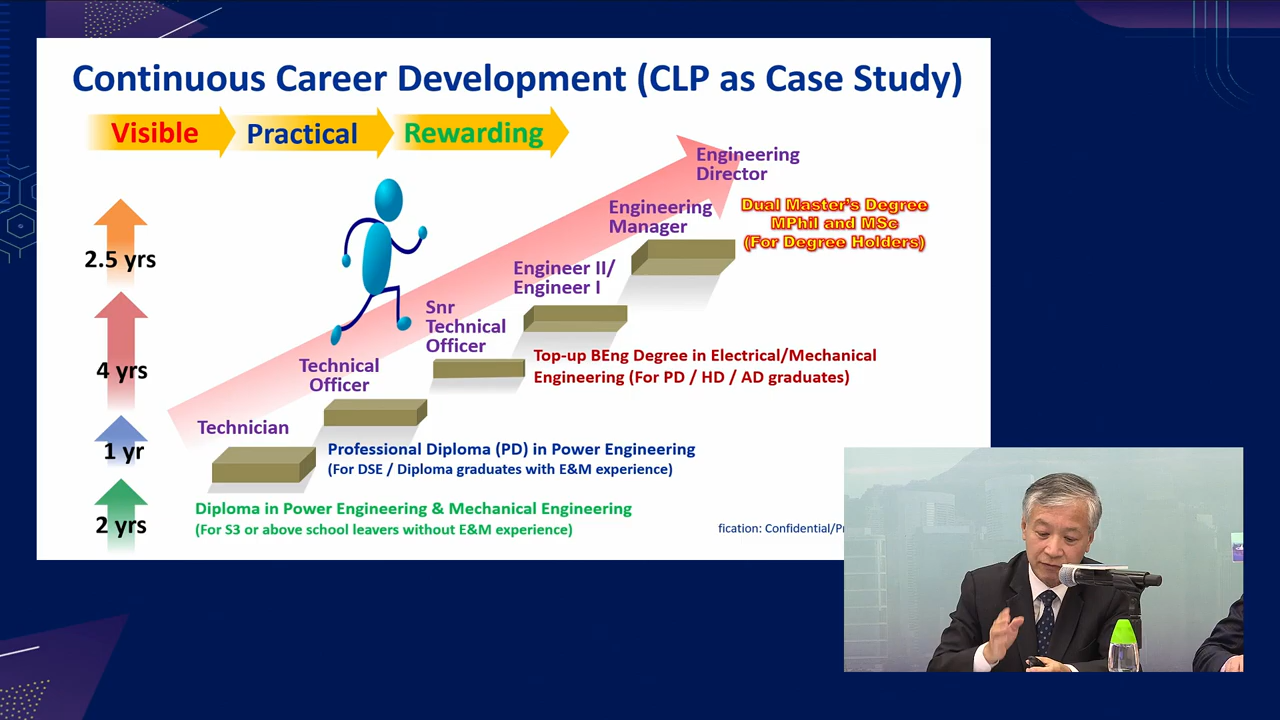 Continuous Career Development (CLP as Case Study)
Visible
Practical
Rewarding
Engineering
Director
Dual Master's Degree
MPhil and MSc
(For Degree Holders)
Engineering
Manager
2.5 yrs
Engineer II/
Engineer I
Snr
Technical
Officer
Top-up BEng Degree in Electrical/Mechanical
Engineering (For PD / HD / AD graduates)
4 yrs
Technical
Officer
Technician
1 yr
Professional Diploma (PD) in Power Engineering
(For DSE / Diploma graduates with E&M experience)
Diploma in Power Engineering & Mechanical Engineering
(For S3 or above school leavers without E&M experience)
2 yrs
fication: Confidential/